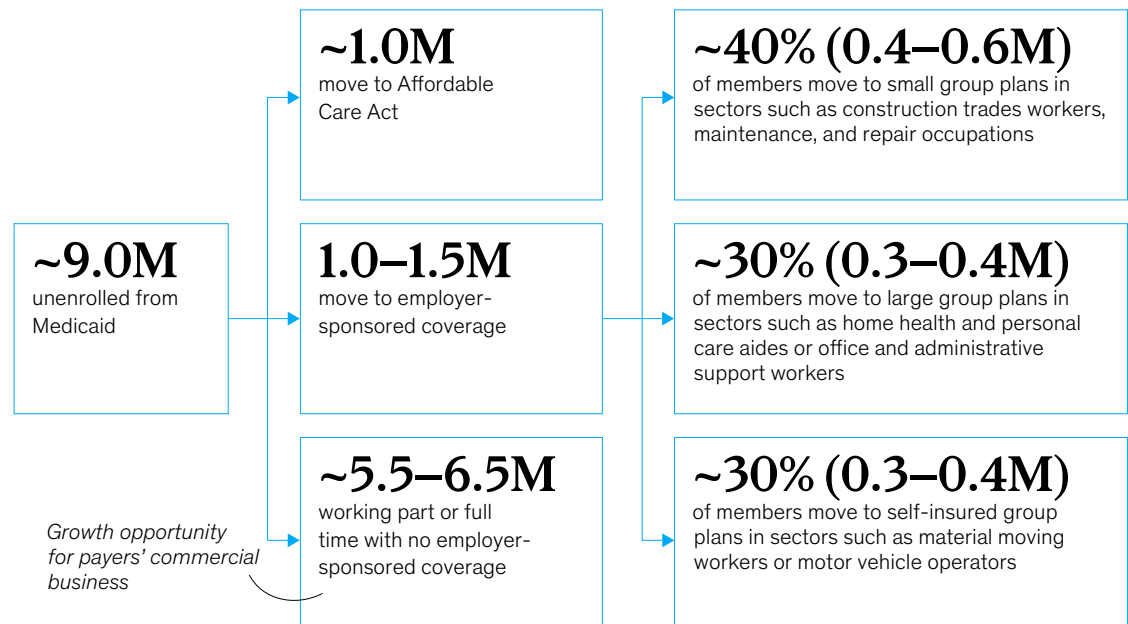 ~9.0M
unenrolled from
Medicaid
~1.0M
move to Affordable
Care Act
1.0–1.5M
move to employer-
sponsored coverage
~5.5–6.5M
working part or full
time with no employer-
sponsored coverage
Growth opportunity
for payers’ commercial
business
~40% (0.4–0.6M)
of members move to small group plans in
sectors such as construction trades workers,
maintenance, and repair occupations
~30% (0.3–0.4M)
of members move to large group plans in
sectors such as home health and personal
care aides or office and administrative
support workers
~30% (0.3–0.4M)
of members move to self-insured group
plans in sectors such as material moving
workers or motor vehicle operators